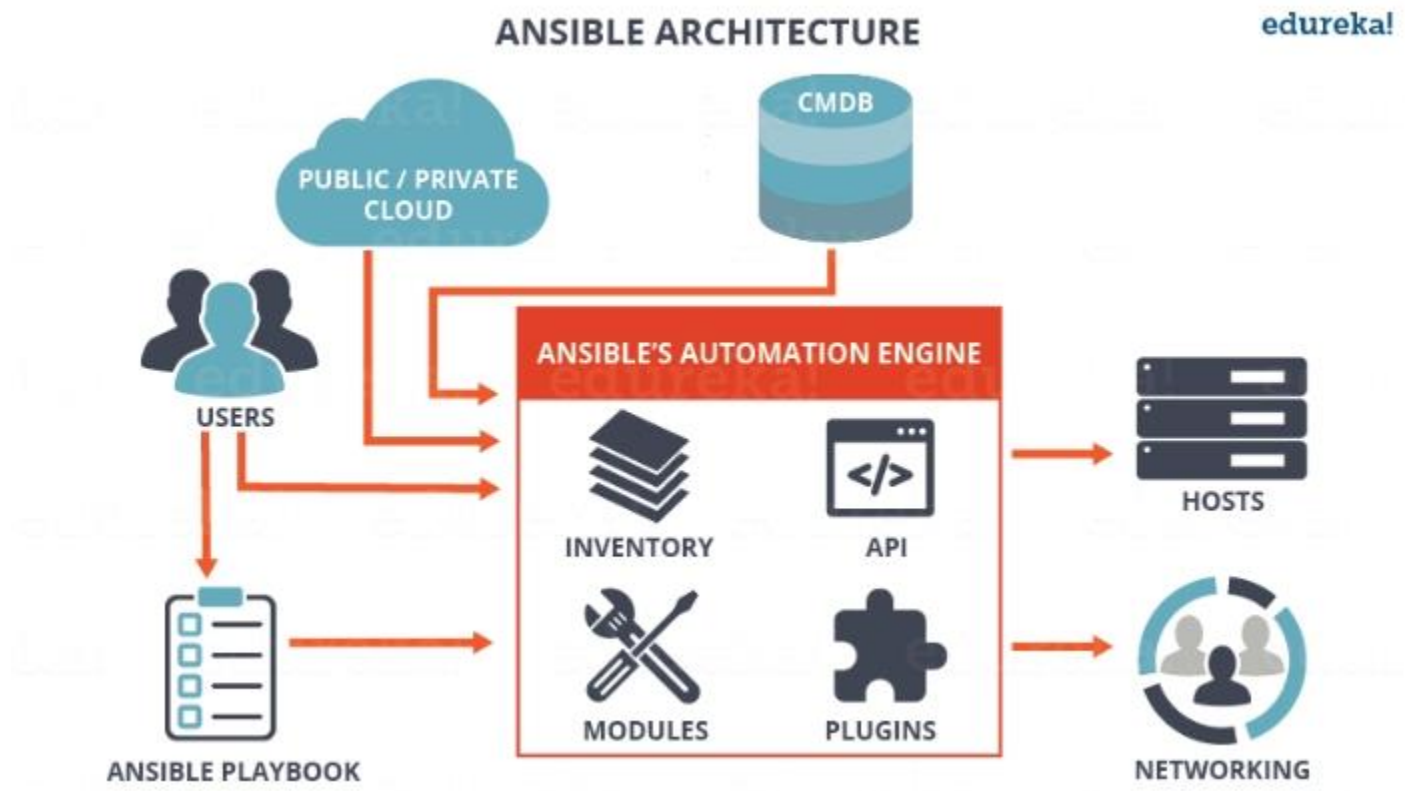 ANSIBLE ARCHITECTURE
edureka!
CMDB
PUBLIC / PRIVATE
CLOUD
ANSIBLE'S AUTOMATION ENGINE
USERS
INVENTORY
API
HOSTS
MODULES
PLUGINS
ANSIBLE PLAYBOOK
NETWORKING